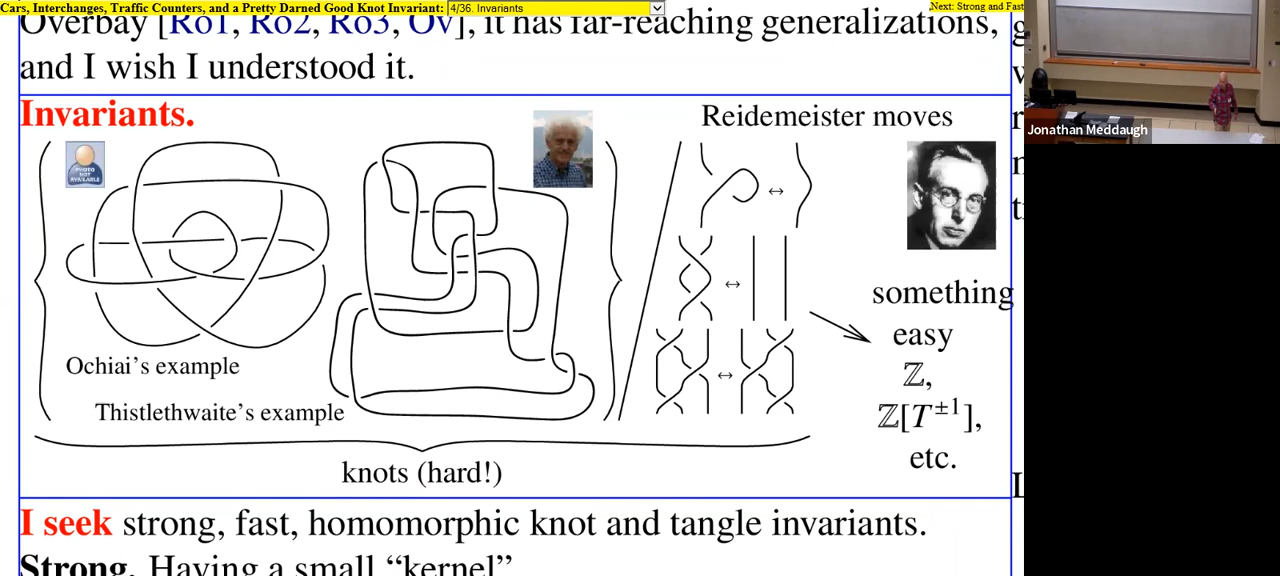 Cars, Interchanges, Traffic Counters, and a Pretty Darned Good Knot Invariant: 4/36. Invariants
Next: Strong and Fast
Overbay [Ro1, Ro2, Ro3, Ov], it has far-reaching generalizations,
and I wish I understood it.
Invariants.
PHOTO NOT AVAILABLE
Reidemeister moves
Ochiai's example
Thistlethwaite's example
something
easy
ℤ,
ℤ[T±1],
etc.
knots (hard!)
I seek strong, fast, homomorphic knot and tangle invariants.
Strong. Having a small "kernel"
Jonathan Meddaugh